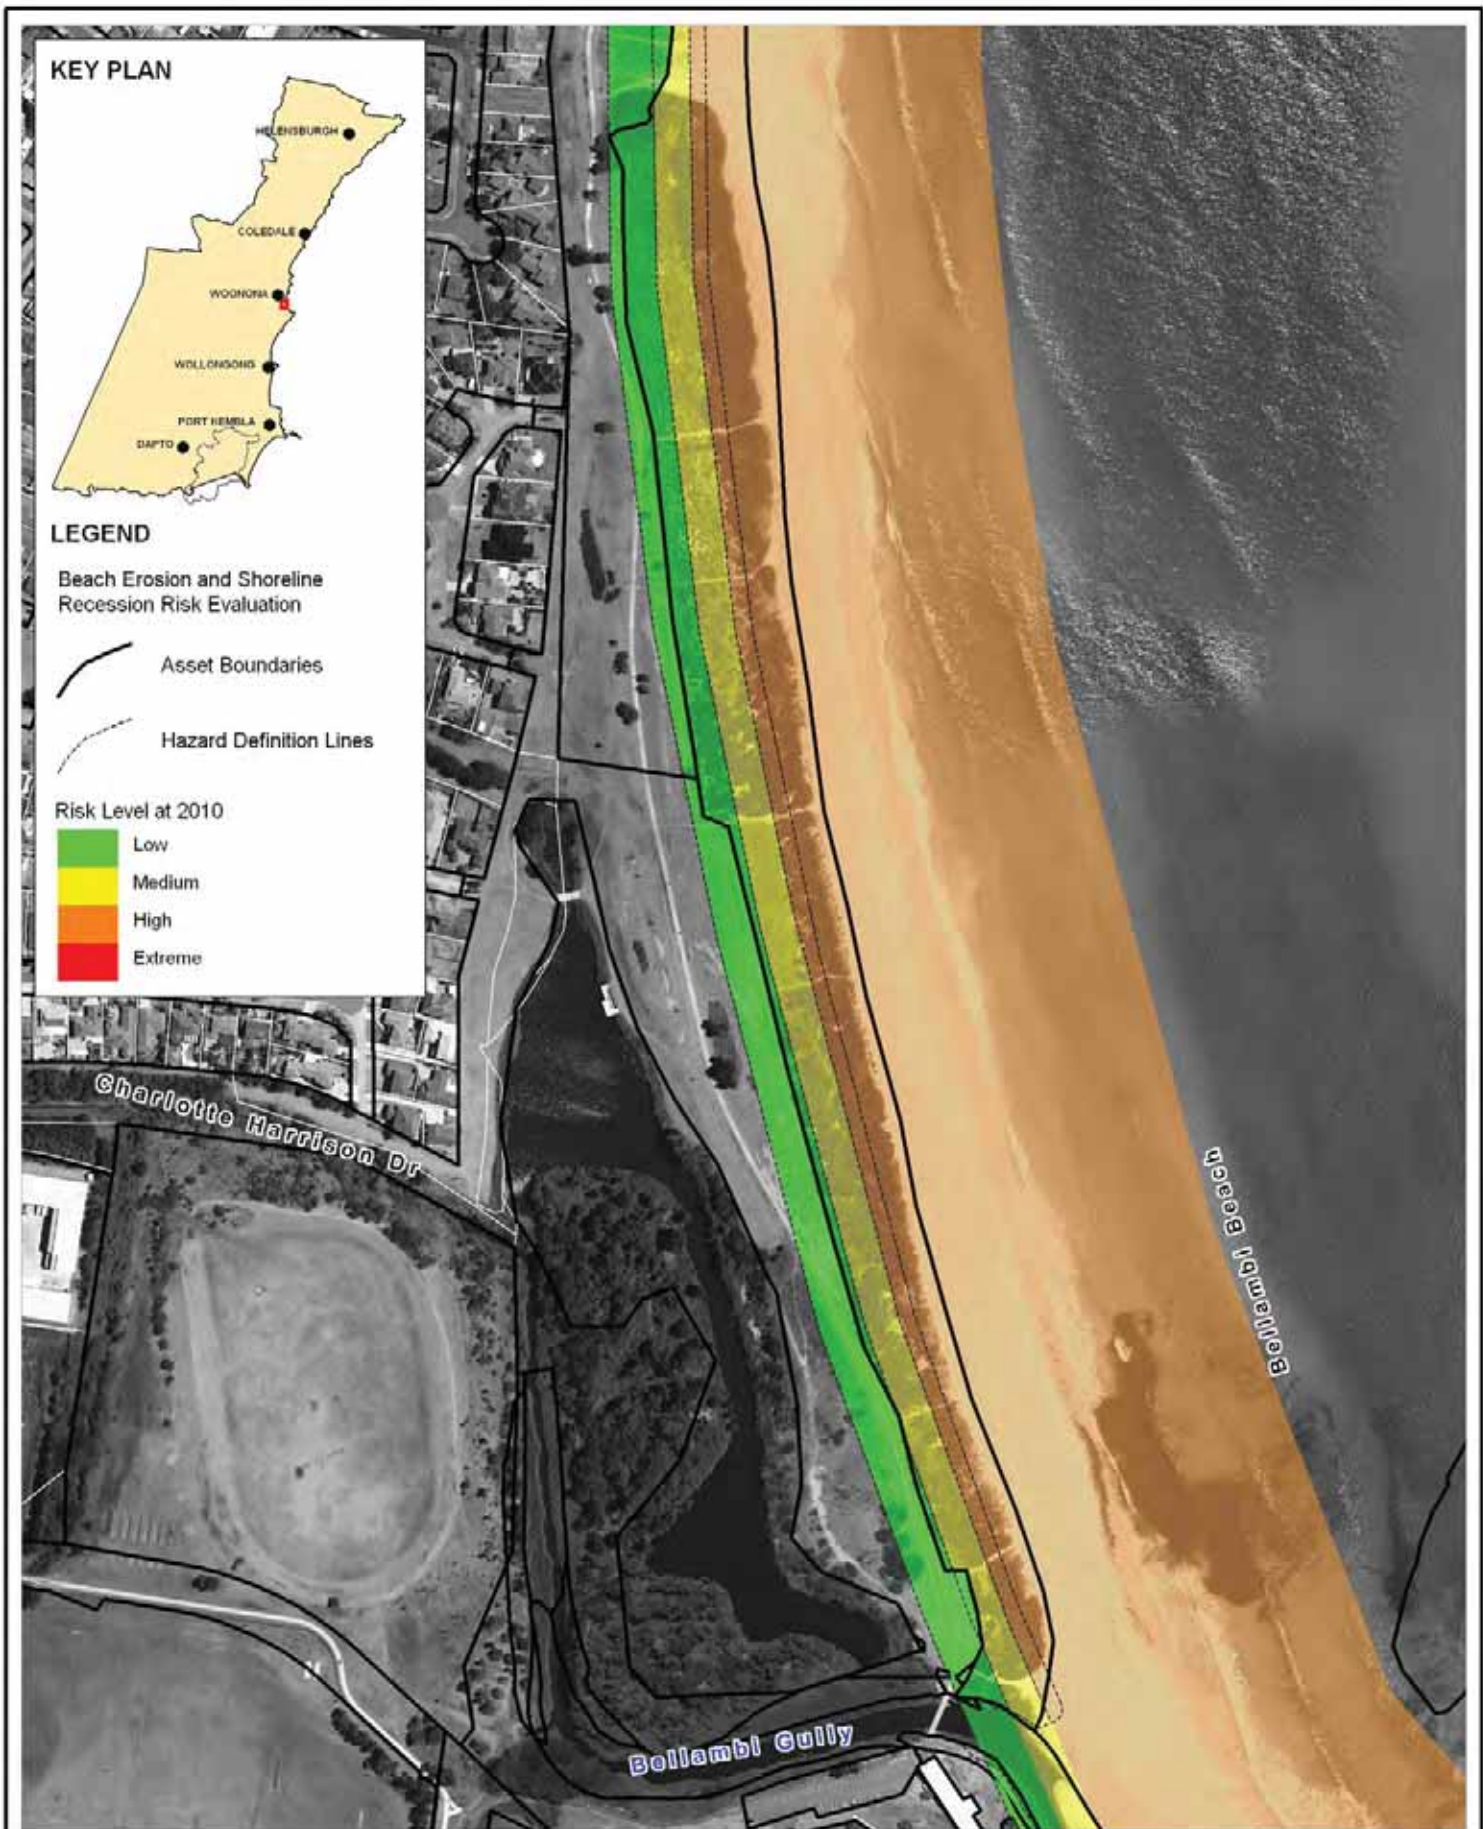 KEY PLAN
HELENSBURGH
COLEDALE
WOONONA
WOLLONGONG
PORT KEMBLA
DAPTO
LEGEND
Beach Erosion and Shoreline
Recession Risk Evaluation
Asset Boundaries
Hazard Definition Lines
Risk Level at 2010
Low
Medium
High
Extreme
Charlotte Harrison Dr
Bellambi Beach
Bellambi Gully